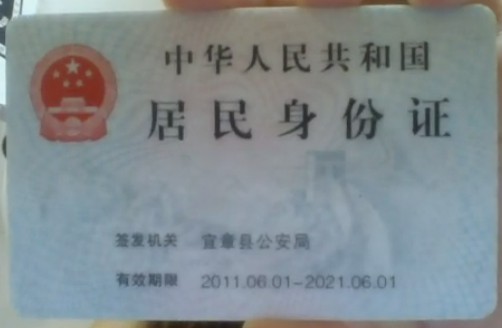 中华人民共和国
居民身份证
签发机关 宜章县公安局
有效期限 2011.06.01-2021.06.01